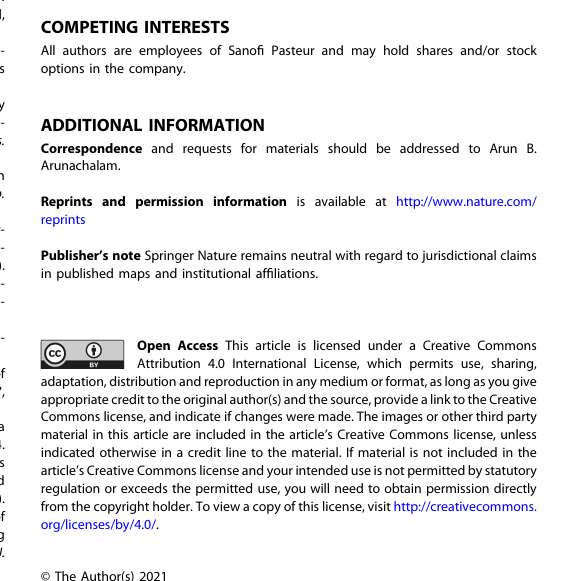 COMPETING INTERESTS
All authors are employees of Sanofi Pasteur and may hold shares and/or stock
options in the company.
ADDITIONAL INFORMATION
Correspondence and requests for materials should be addressed to Arun B.
Arunachalam.
Reprints and permission information is available at http://www.nature.com/
reprints
Publisher's note Springer Nature remains neutral with regard to jurisdictional claims
in published maps and institutional affiliations.
cc BY
Open Access This article is licensed under a Creative Commons
Attribution 4.0 International License, which permits use, sharing,
adaptation, distribution and reproduction in any medium or format, as long as you give
appropriate credit to the original author(s) and the source, provide a link to the Creative
Commons license, and indicate if changes were made. The images or other third party
material in this article are included in the article's Creative Commons license, unless
indicated otherwise in a credit line to the material. If material is not included in the
article's Creative Commons license and your intended use is not permitted by statutory
regulation or exceeds the permitted use, you will need to obtain permission directly
from the copyright holder. To view a copy of this license, visit http://creativecommons.
org/licenses/by/4.0/.
© The Author(s) 2021